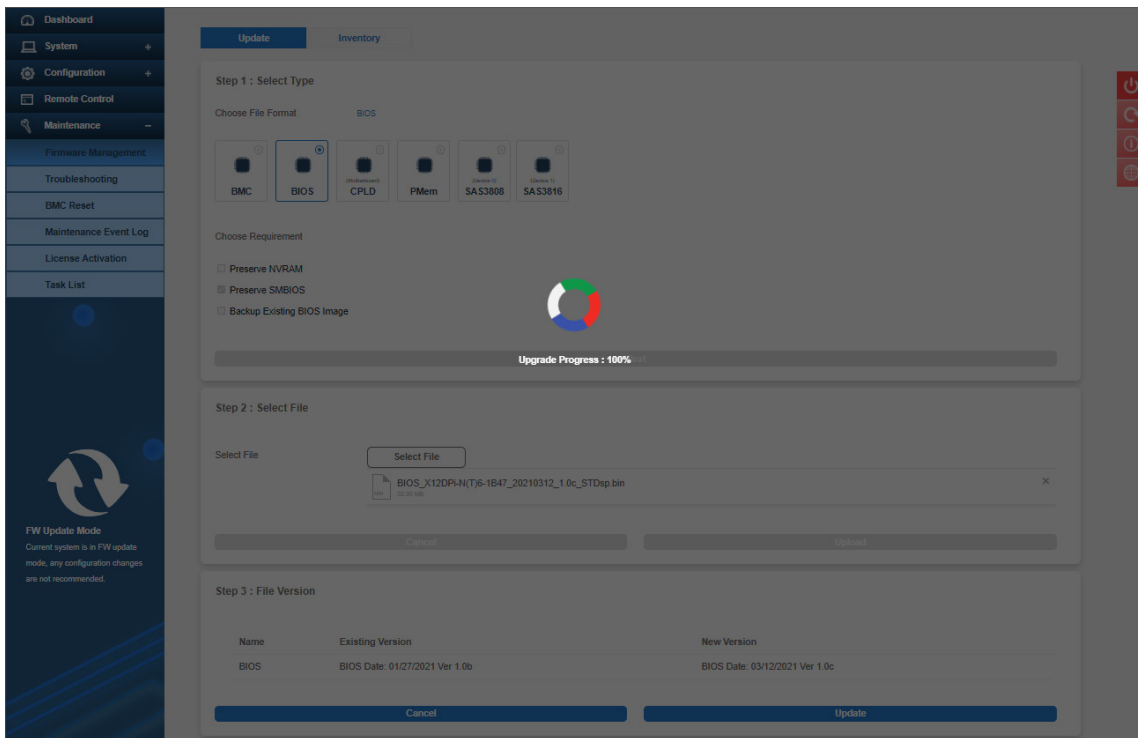 Dashboard
System +
Configuration +
Remote Control
Maintenance –
Firmware Management
Troubleshooting
BMC Reset
Maintenance Event Log
License Activation
Task List
FW Update Mode
Current system is in FW update
mode, any configuration changes
are not recommended.
Update Inventory
Step 1 : Select Type
Choose File Format BIOS
BMC
BIOS
(Motherboard)
CPLD
PMem
(Device 0)
SAS3808
(Device 1)
SAS3816
Choose Requirement
Preserve NVRAM
Preserve SMBIOS
Backup Existing BIOS Image
Upgrade Progress : 100%
Step 2 : Select File
Select File Select File
BIOS_X12DPi-N(T)6-1B47_20210312_1.0c_STDsp.bin
Cancel Upload
Step 3 : File Version
Name Existing Version New Version
BIOS BIOS Date: 01/27/2021 Ver 1.0b BIOS Date: 03/12/2021 Ver 1.0c
Cancel Update